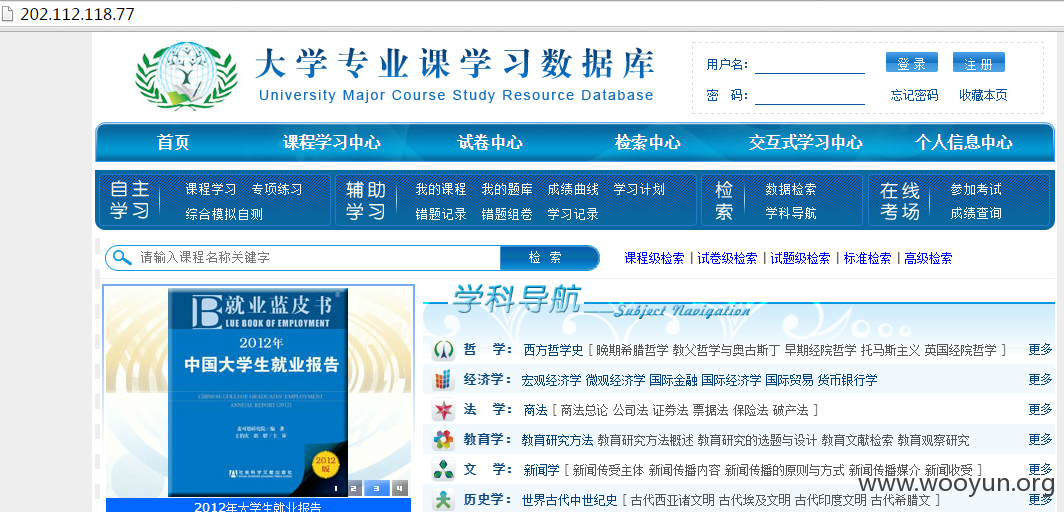 202.112.118.77
大学专业课学习数据库
University Major Course Study Resource Database
用户名:
登 录 注 册
密 码:
忘记密码 收藏本页
首页 课程学习中心 试卷中心 检索中心 交互式学习中心 个人信息中心
自主学习 课程学习 专项练习
综合模拟自测
辅助学习 我的课程 我的题库 成绩曲线 学习计划
错题记录 错题组卷 学习记录
检索 数据检索
学科导航
在线考场 参加考试
成绩查询
请输入课程名称关键字 检 索 课程级检索 | 试卷级检索 | 试题级检索 | 标准检索 | 高级检索
就业蓝皮书
LUE BOOK OF EMPLOYMENT
2012年
中国大学生就业报告
CHINESE COLLEGE GRADUATES' EMPLOYMENT
ANNUAL REPORT (2012)
社会科学文献出版社
2012版
1 2 3 4
2012年大学生就业报告
学科导航 Subject Navigation
哲 学: 西方哲学史 [ 晚期希腊哲学 教父哲学与奥古斯丁 早期经院哲学 托马斯主义 英国经院哲学 ] 更多
经济学: 宏观经济学 微观经济学 国际金融 国际经济学 国际贸易 货币银行学 更多
法 学: 商法 [ 商法总论 公司法 证券法 票据法 保险法 破产法 ] 更多
教育学: 教育研究方法 教育研究方法概述 教育研究的选题与设计 教育文献检索 教育观察研究 更多
文 学: 新闻学 [ 新闻传受主体 新闻传播内容 新闻传播的原则与方式 新闻传播媒介 新闻收受 ] 更多
历史学: 世界古代中世纪史 [ 古代西亚诸文明 古代埃及文明 古代印度文明 古代希腊文 ] 更多
www.wooyun.org